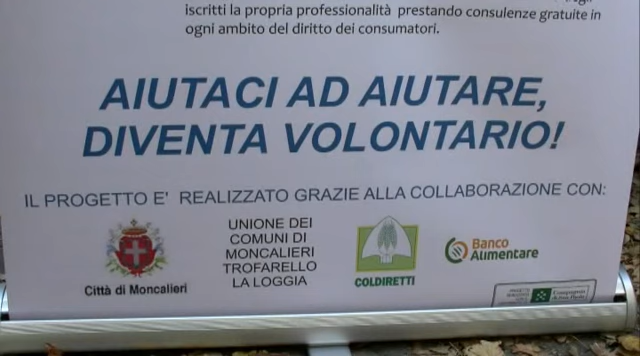 iscritti la propria professionalità prestando consulenze gratuite in
ogni ambito del diritto dei consumatori.
AIUTACI AD AIUTARE,
DIVENTA VOLONTARIO!
IL PROGETTO E' REALIZZATO GRAZIE ALLA COLLABORAZIONE CON:
Città di Moncalieri
UNIONE DEI
COMUNI DI
MONCALIERI
TROFARELLO
LA LOGGIA
COLDIRETTI
Banco
Alimentare